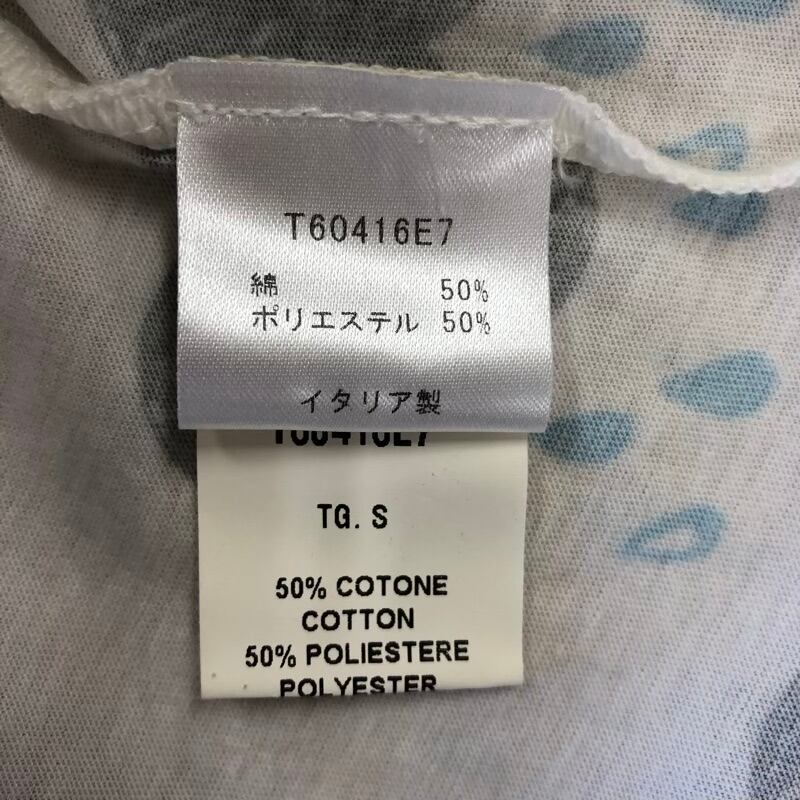 T60416E7
綿 50%
ポリエステル 50%
イタリア製
T60416E7
TG. S
50% COTONE
COTTON
50% POLIESTERE
POLYESTER